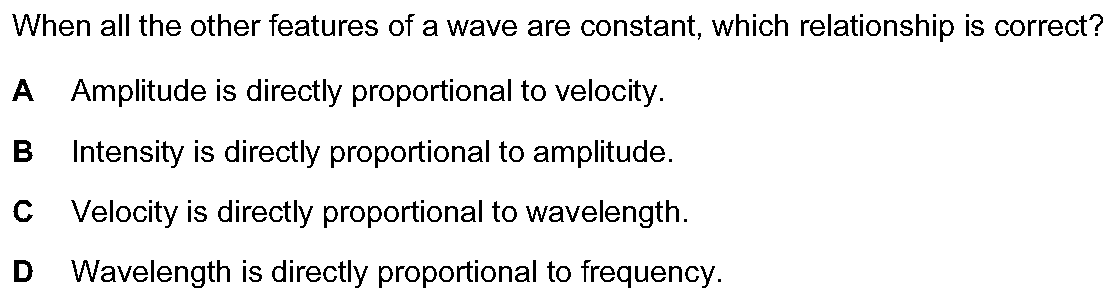 When all the other features of a wave are constant, which relationship is correct?
A Amplitude is directly proportional to velocity.
B Intensity is directly proportional to amplitude.
C Velocity is directly proportional to wavelength.
D Wavelength is directly proportional to frequency.